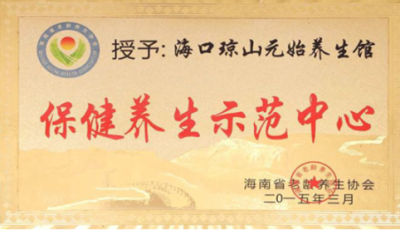 授予:海口琼山元始养生馆
保健养生示范中心
海南省老龄养生协会
二〇一五年三月